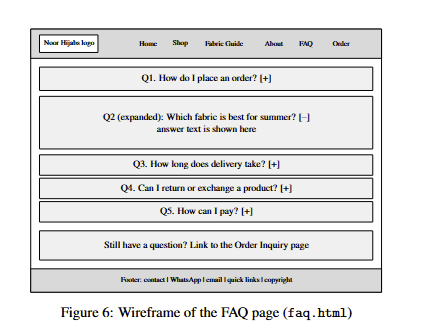 Noor Hijabs logo Home Shop Fabric Guide About FAQ Order
Q1. How do I place an order? [+]
Q2 (expanded): Which fabric is best for summer? [–]
answer text is shown here
Q3. How long does delivery take? [+]
Q4. Can I return or exchange a product? [+]
Q5. How can I pay? [+]
Still have a question? Link to the Order Inquiry page
Footer: contact | WhatsApp | email | quick links | copyright
Figure 6: Wireframe of the FAQ page (faq.html)